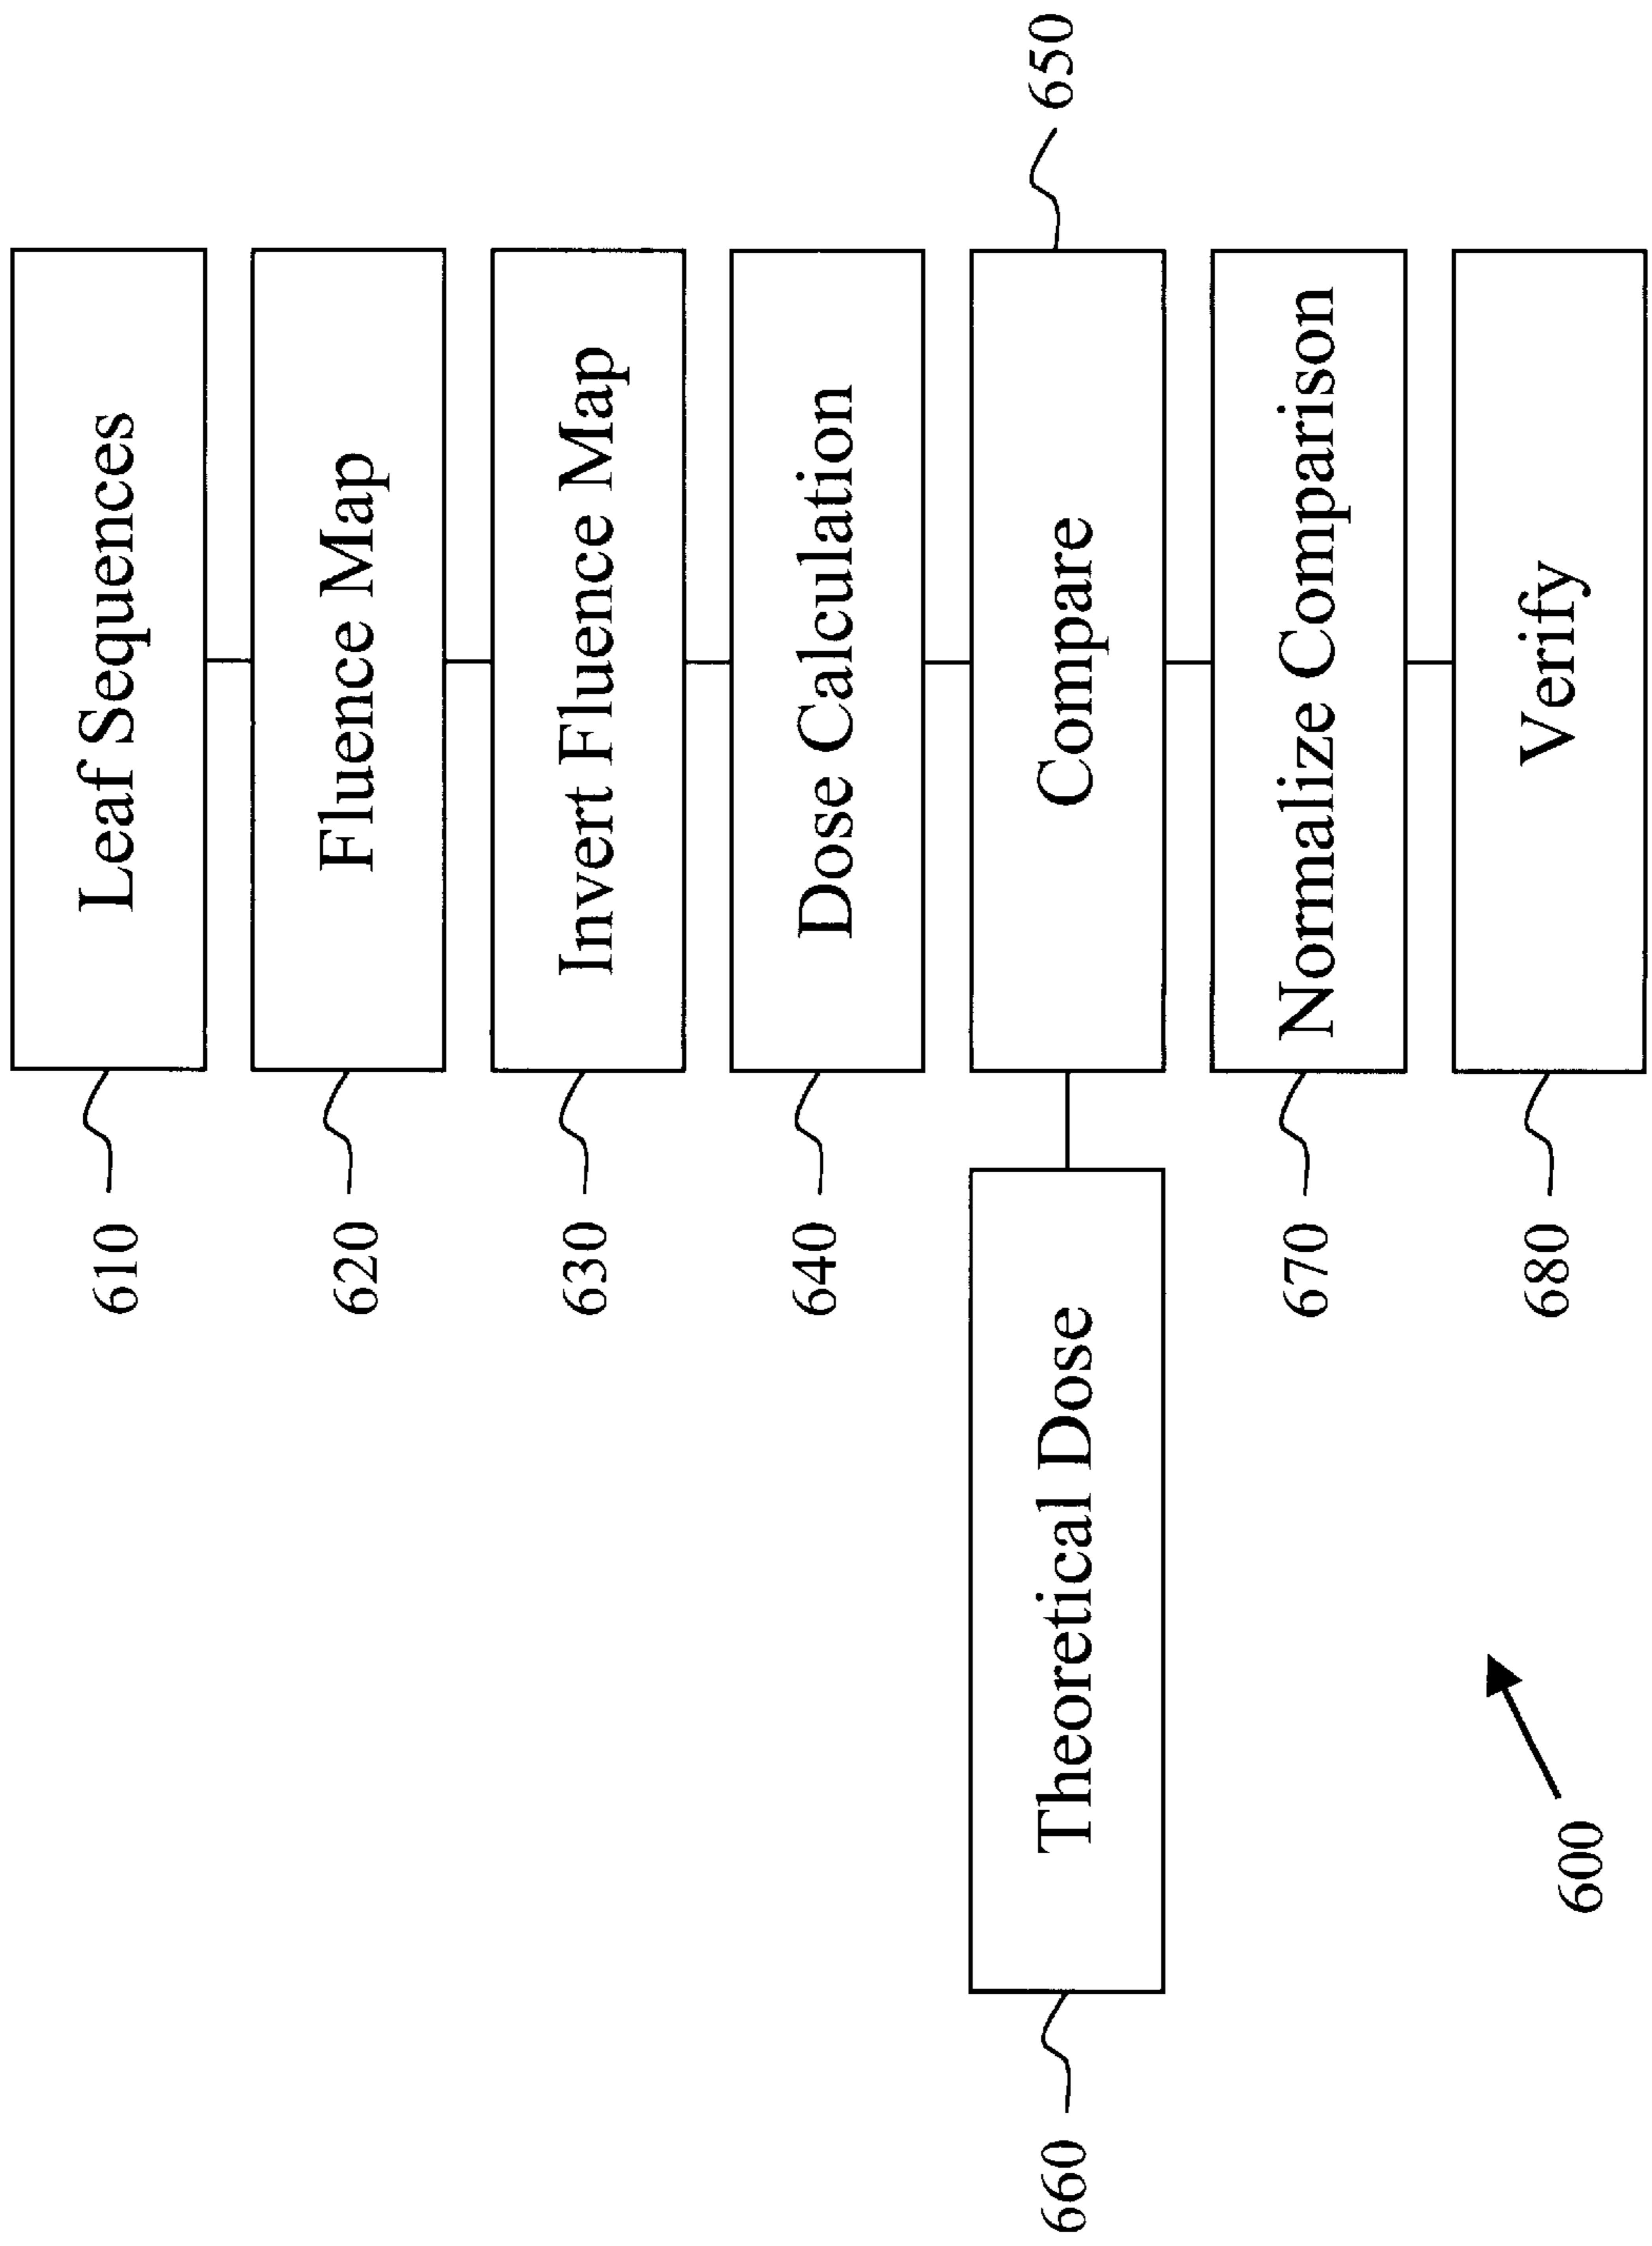 610
Leaf Sequences
620
Fluence Map
630
Invert Fluence Map
640
Dose Calculation
650
Compare
660
Theoretical Dose
670
Normalize Comparison
680
Verify
600